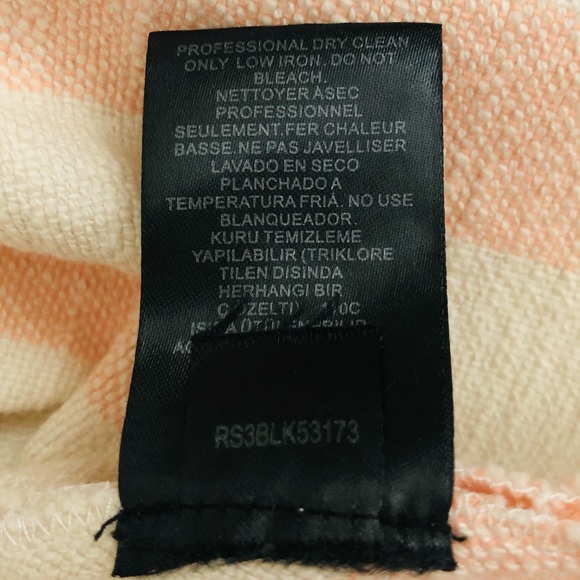 PROFESSIONAL DRY CLEAN
ONLY LOW IRON. DO NOT
BLEACH.
NETTOYER ÀSEC
PROFESSIONNEL
SEULEMENT.FER CHALEUR
BASSE.NE PAS JAVELLISER
LAVADO EN SECO
PLANCHADO A
TEMPERATURA FRIÀ. NO USE
BLANQUEADOR.
KURU TEMIZLEME
YAPILABILIR (TRIKLORE
TILEN DISINDA
HERHANGI BIR
RS3BLK53173